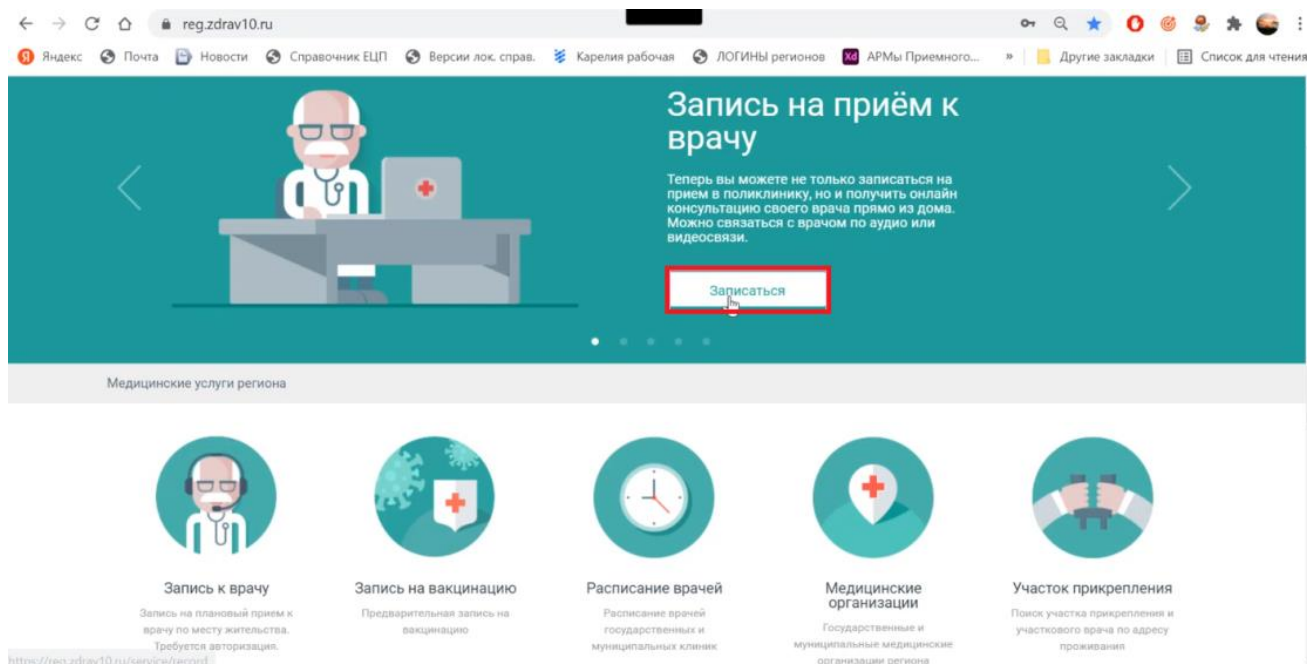 reg.zdrav10.ru
Яндекс Почта Новости Справочник ЕЦП Версии лок. справ. Карелия рабочая ЛОГИНЫ регионов Xd АРМы Приемного... » Другие закладки Список для чтения
Запись на приём к
врачу
Теперь вы можете не только записаться на
прием в поликлинику, но и получить онлайн
консультацию своего врача прямо из дома.
Можно связаться с врачом по аудио или
видеосвязи.
Записаться
Медицинские услуги региона
Запись к врачу
Запись на плановый прием к
врачу по месту жительства.
Требуется авторизация.
Запись на вакцинацию
Предварительная запись на
вакцинацию
Расписание врачей
Расписание врачей
государственных и
муниципальных клиник
Медицинские
организации
Государственные и
муниципальные медицинские
организации региона
Участок прикрепления
Поиск участка прикрепления и
участкового врача по адресу
проживания
https://reg.zdrav10.ru/service/record